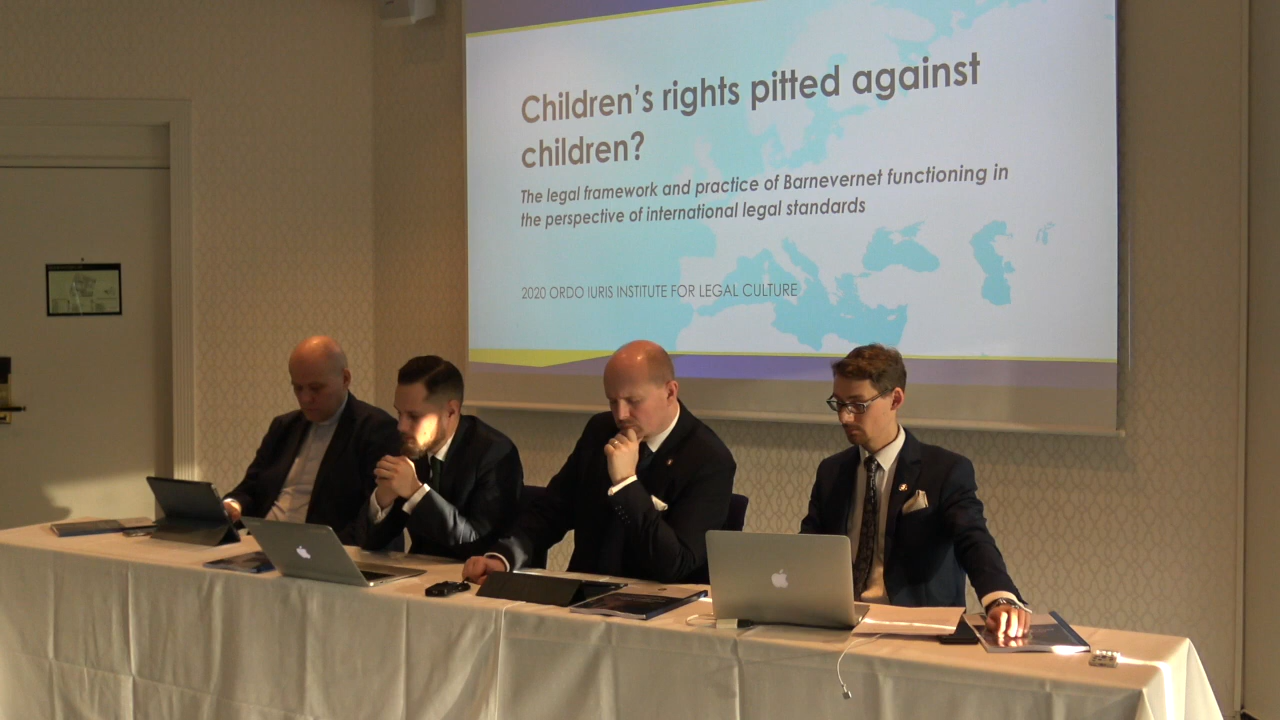 Children's rights pitted against
children?
The legal framework and practice of Barnevernet functioning in
the perspective of international legal standards
2020 ORDO IURIS INSTITUTE FOR LEGAL CULTURE